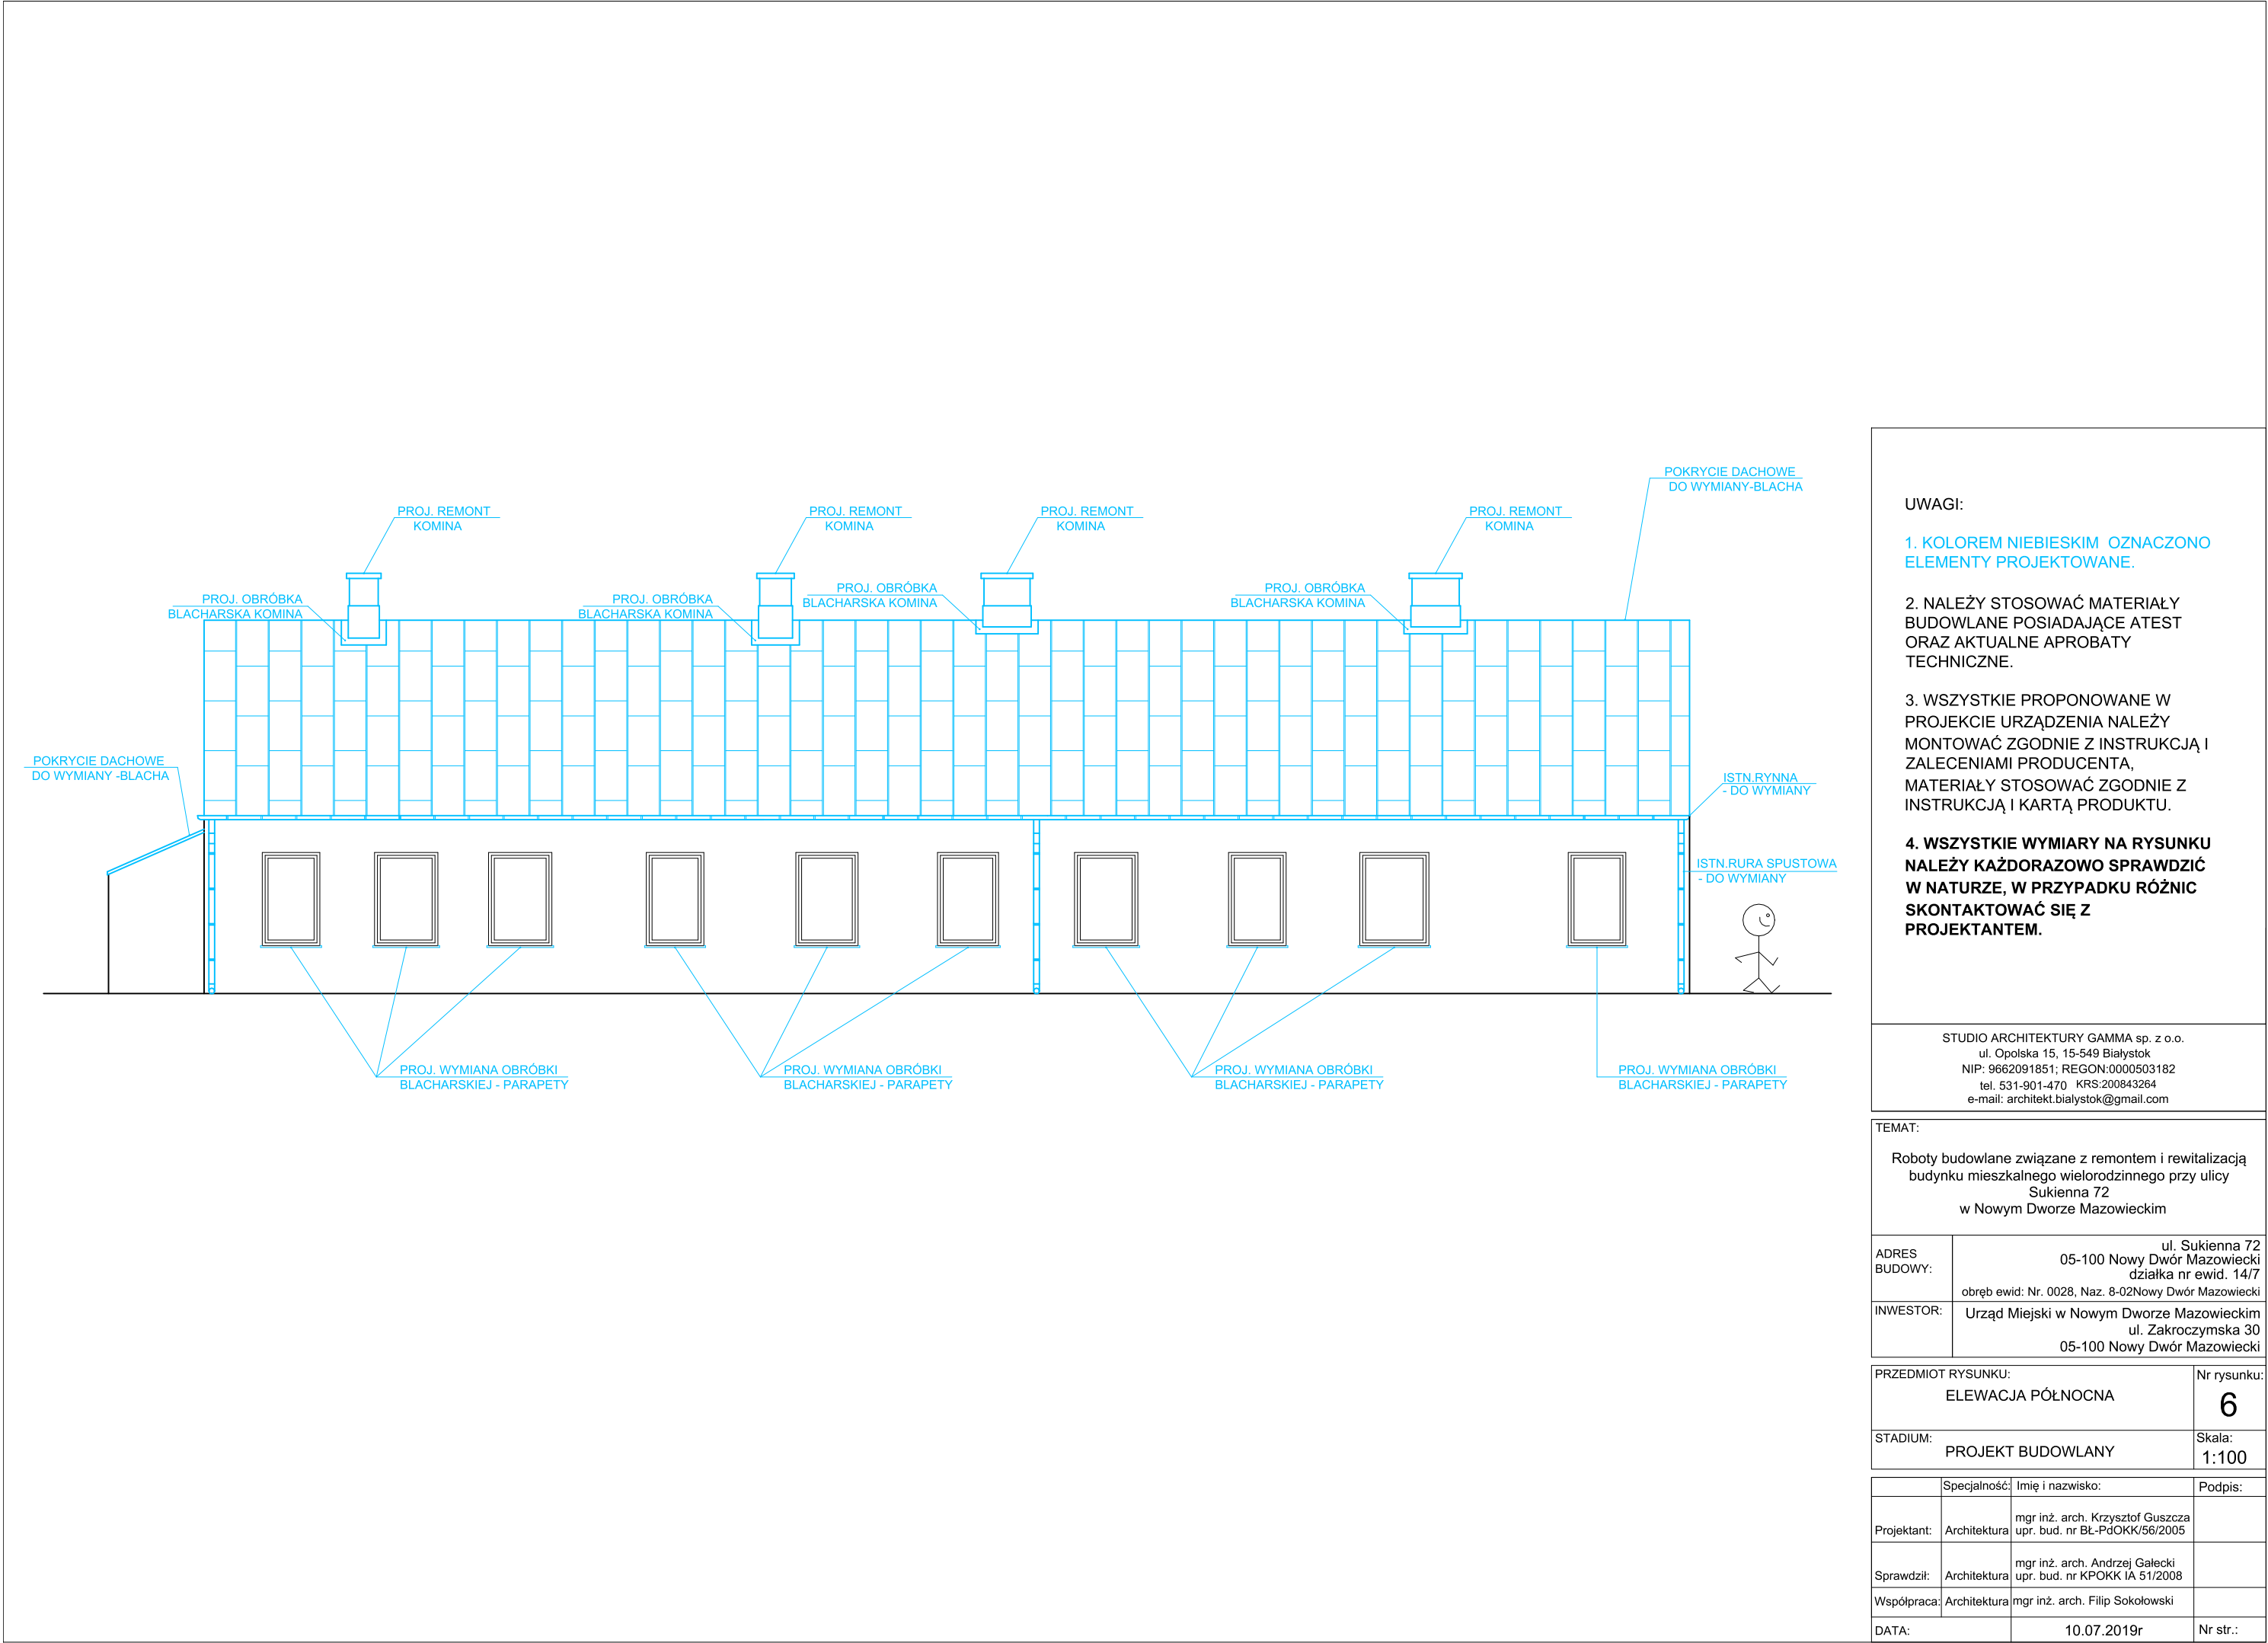 POKRYCIE DACHOWE
DO WYMIANY-BLACHA
PROJ. REMONT
KOMINA
PROJ. REMONT
KOMINA
PROJ. REMONT
KOMINA
PROJ. REMONT
KOMINA
PROJ. OBRÓBKA
BLACHARSKA KOMINA
PROJ. OBRÓBKA
BLACHARSKA KOMINA
PROJ. OBRÓBKA
BLACHARSKA KOMINA
PROJ. OBRÓBKA
BLACHARSKA KOMINA
POKRYCIE DACHOWE
DO WYMIANY -BLACHA
ISTN.RYNNA
- DO WYMIANY
ISTN.RURA SPUSTOWA
- DO WYMIANY
PROJ. WYMIANA OBRÓBKI
BLACHARSKIEJ - PARAPETY
PROJ. WYMIANA OBRÓBKI
BLACHARSKIEJ - PARAPETY
PROJ. WYMIANA OBRÓBKI
BLACHARSKIEJ - PARAPETY
PROJ. WYMIANA OBRÓBKI
BLACHARSKIEJ - PARAPETY
UWAGI:
1. KOLOREM NIEBIESKIM OZNACZONO
ELEMENTY PROJEKTOWANE.
2. NALEŻY STOSOWAĆ MATERIAŁY
BUDOWLANE POSIADAJĄCE ATEST
ORAZ AKTUALNE APROBATY
TECHNICZNE.
3. WSZYSTKIE PROPONOWANE W
PROJEKCIE URZĄDZENIA NALEŻY
MONTOWAĆ ZGODNIE Z INSTRUKCJĄ I
ZALECENIAMI PRODUCENTA,
MATERIAŁY STOSOWAĆ ZGODNIE Z
INSTRUKCJĄ I KARTĄ PRODUKTU.
4. WSZYSTKIE WYMIARY NA RYSUNKU
NALEŻY KAŻDORAZOWO SPRAWDZIĆ
W NATURZE, W PRZYPADKU RÓŻNIC
SKONTAKTOWAĆ SIĘ Z
PROJEKTANTEM.
STUDIO ARCHITEKTURY GAMMA sp. z o.o.
ul. Opolska 15, 15-549 Białystok
NIP: 9662091851; REGON:0000503182
tel. 531-901-470 KRS:200843264
e-mail: architekt.bialystok@gmail.com
TEMAT:
Roboty budowlane związane z remontem i rewitalizacją
budynku mieszkalnego wielorodzinnego przy ulicy
Sukienna 72
w Nowym Dworze Mazowieckim
ADRES
BUDOWY:
ul. Sukienna 72
05-100 Nowy Dwór Mazowiecki
działka nr ewid. 14/7
obręb ewid: Nr. 0028, Naz. 8-02Nowy Dwór Mazowiecki
INWESTOR:
Urząd Miejski w Nowym Dworze Mazowieckim
ul. Zakroczymska 30
05-100 Nowy Dwór Mazowiecki
PRZEDMIOT RYSUNKU:
ELEWACJA PÓŁNOCNA
Nr rysunku:
6
STADIUM:
PROJEKT BUDOWLANY
Skala:
1:100
Specjalność: Imię i nazwisko: Podpis:
mgr inż. arch. Krzysztof Guszcza
Projektant: Architektura upr. bud. nr BŁ-PdOKK/56/2005
mgr inż. arch. Andrzej Gałecki
Sprawdził: Architektura upr. bud. nr KPOKK IA 51/2008
Współpraca: Architektura mgr inż. arch. Filip Sokołowski
DATA: 10.07.2019r Nr str.: